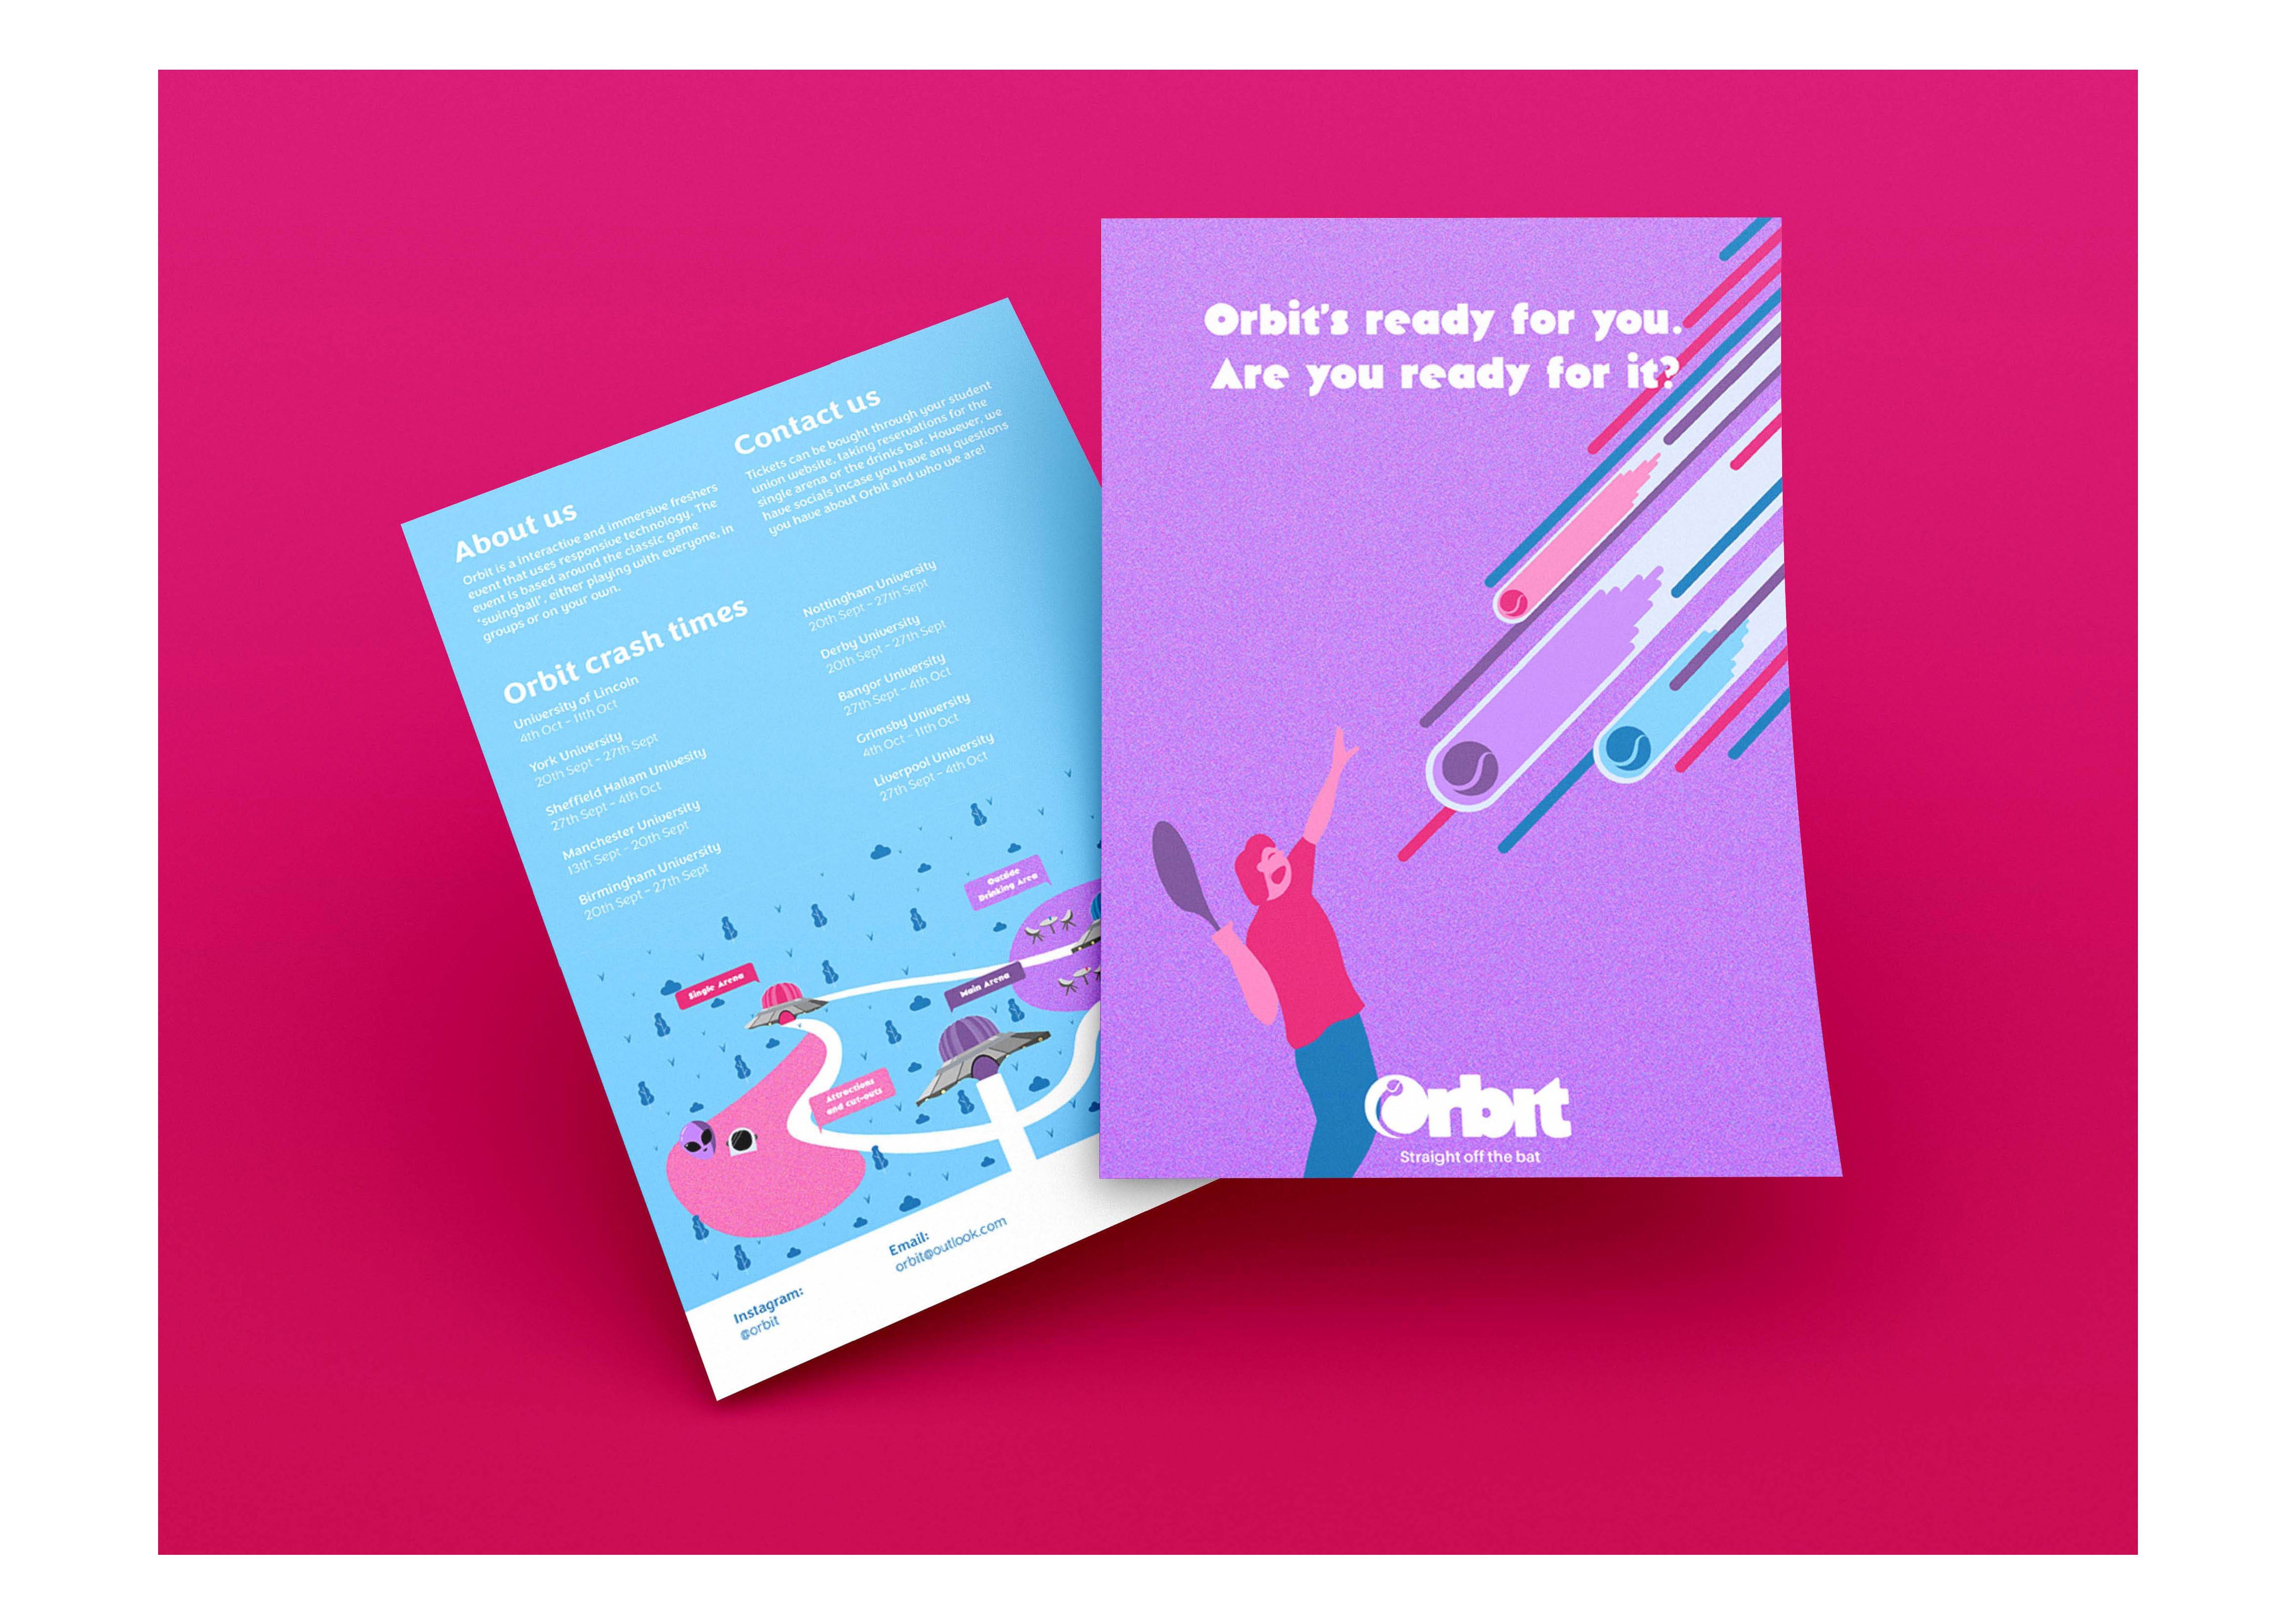 About us
Orbit is a interactive and immersive freshers
event that uses responsive technology. The
event is based around the classic game
'swingball', either playing with everyone, in
groups or on your own.
Contact us
Tickets can be bought through your student
union website, taking reservations for the
single arena or the drinks bar. However, we
have socials incase you have any questions
you have about Orbit and who we are!
Orbit crash times
University of Lincoln
4th Oct - 11th Oct
York University
20th Sept - 27th Sept
Sheffield Hallam Univesity
27th Sept - 4th Oct
Manchester University
13th Sept - 20th Sept
Birmingham University
20th Sept - 27th Sept
Nottingham University
20th Sept - 27th Sept
Derby University
20th Sept - 27th Sept
Bangor University
27th Sept - 4th Oct
Grimsby University
4th Oct - 11th Oct
Liverpool University
27th Sept - 4th Oct
Outside
Drinking Area
Single Arena
Main Arena
Attractions
and cut-outs
Instagram:
@orbit
Email:
orbit@outlook.com
Orbit's ready for you.
Are you ready for it?
Orbit
Straight off the bat